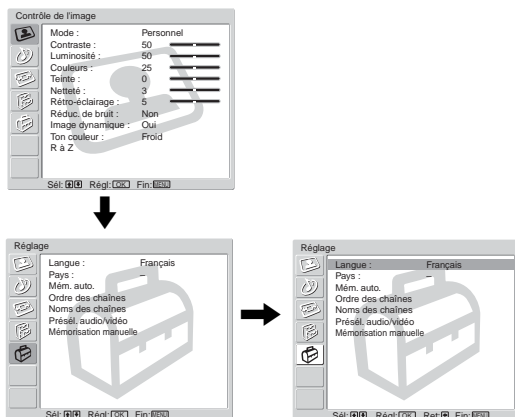 Contrôle de l'image
Mode : Personnel
Contraste : 50
Luminosité : 50
Couleurs : 25
Teinte : 0
Netteté : 3
Rétro-éclairage : 5
Réduc. de bruit : Non
Image dynamique : Oui
Ton couleur : Froid
R à Z
Sél: Régl: OK Fin: MENU
Réglage
Langue : Français
Pays : –
Mém. auto.
Ordre des chaînes
Noms des chaînes
Présél. audio/vidéo
Mémorisation manuelle
Sél: Régl: OK Fin: MENU
Réglage
Langue : Français
Pays : –
Mém. auto.
Ordre des chaînes
Noms des chaînes
Présél. audio/vidéo
Mémorisation manuelle
Sél: Régl: OK Ret: Fin: MENU